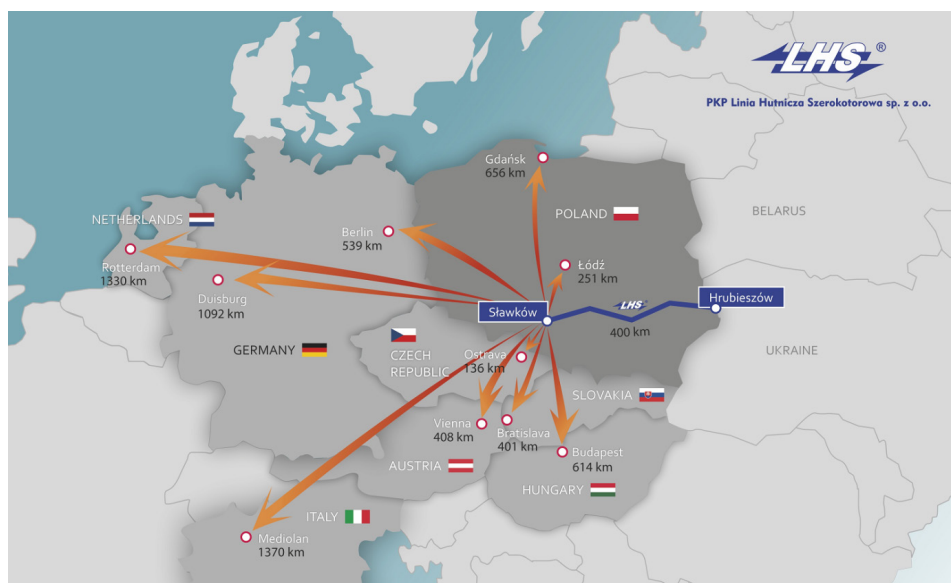 LHS®
PKP Linia Hutnicza Szerokotorowa sp. z o.o.
Gdańsk
656 km
NETHERLANDS
POLAND
BELARUS
Berlin
539 km
Rotterdam
1330 km
Łódź
251 km
Duisburg
1092 km
Sławków
LHS
Hrubieszów
400 km
GERMANY
CZECH
REPUBLIC
Ostrava
136 km
UKRAINE
SLOVAKIA
Vienna
408 km
Bratislava
401 km
Budapest
614 km
AUSTRIA
HUNGARY
ITALY
Mediolan
1370 km